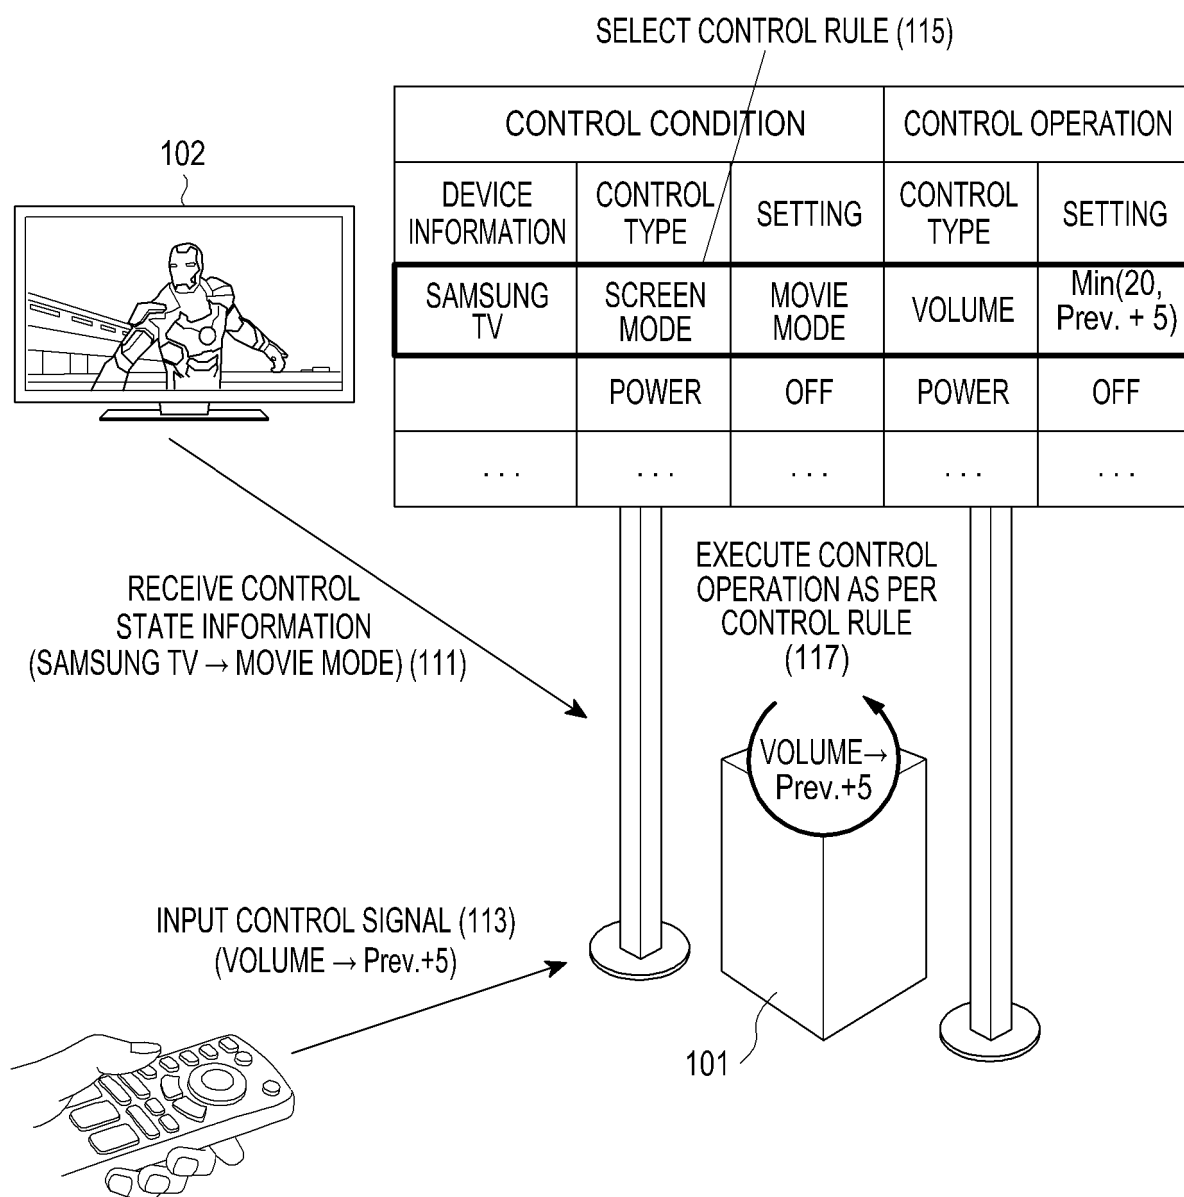 SELECT CONTROL RULE (115)
CONTROL CONDITION
CONTROL OPERATION
DEVICE
INFORMATION
CONTROL
TYPE
SETTING
CONTROL
TYPE
SETTING
SAMSUNG
TV
SCREEN
MODE
MOVIE
MODE
VOLUME
Min(20,
Prev. + 5)
POWER
OFF
POWER
OFF
. . .
. . .
. . .
. . .
. . .
102
RECEIVE CONTROL
STATE INFORMATION
(SAMSUNG TV → MOVIE MODE) (111)
EXECUTE CONTROL
OPERATION AS PER
CONTROL RULE
(117)
VOLUME→
Prev.+5
INPUT CONTROL SIGNAL (113)
(VOLUME → Prev.+5)
101